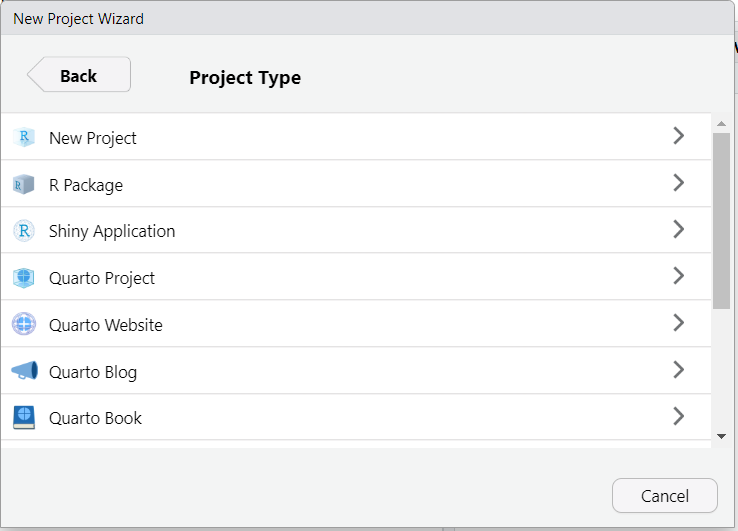 New Project Wizard
Back
Project Type
R New Project
R R Package
R Shiny Application
Quarto Project
Quarto Website
Quarto Blog
Quarto Book
Cancel